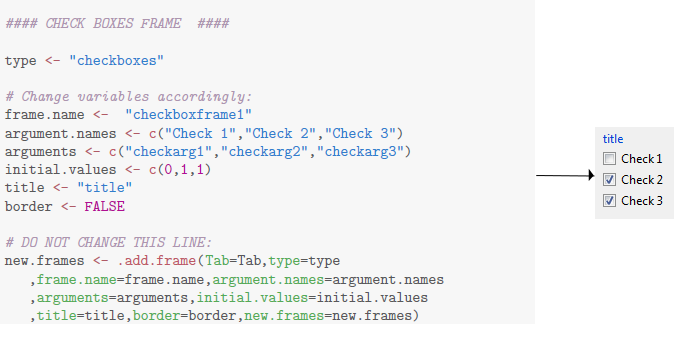 #### CHECK BOXES FRAME  ####
type <- "checkboxes"
# Change variables accordingly:
frame.name <-  "checkboxframe1"
argument.names <- c("Check 1","Check 2","Check 3")
arguments <- c("checkarg1","checkarg2","checkarg3")
initial.values <- c(0,1,1)
title <- "title"
border <- FALSE
# DO NOT CHANGE THIS LINE:
new.frames <- .add.frame(Tab=Tab,type=type
,frame.name=frame.name,argument.names=argument.names
,arguments=arguments,initial.values=initial.values
,title=title,border=border,new.frames=new.frames)
title
Check 1
Check 2
Check 3